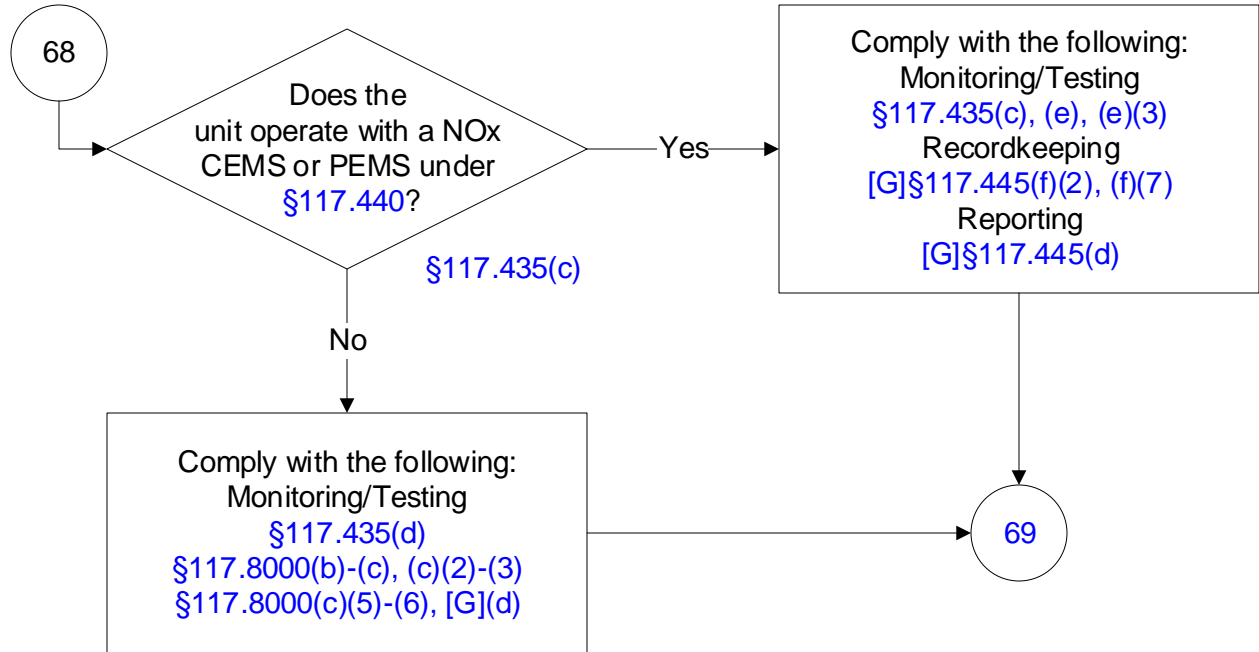 68
Does the
unit operate with a NOx
CEMS or PEMS under
§117.440?
§117.435(c)
Yes
Comply with the following:
Monitoring/Testing
§117.435(c), (e), (e)(3)
Recordkeeping
[G]§117.445(f)(2), (f)(7)
Reporting
[G]§117.445(d)
No
Comply with the following:
Monitoring/Testing
§117.435(d)
§117.8000(b)-(c), (c)(2)-(3)
§117.8000(c)(5)-(6), [G](d)
69